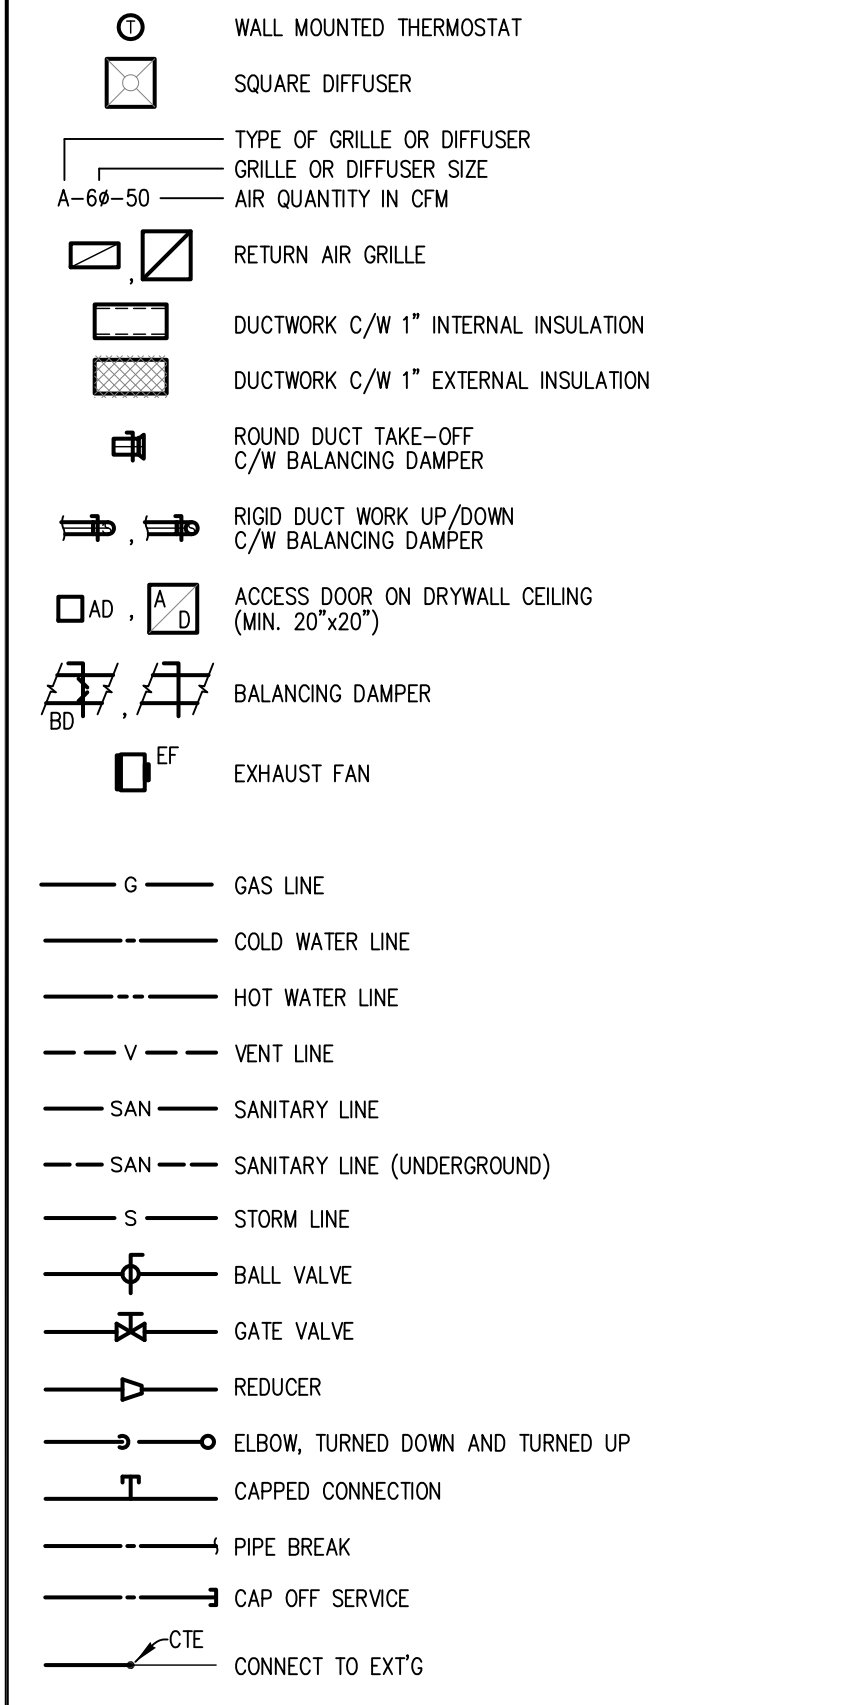 T WALL MOUNTED THERMOSTAT
SQUARE DIFFUSER
TYPE OF GRILLE OR DIFFUSER
GRILLE OR DIFFUSER SIZE
A-6ø-50 AIR QUANTITY IN CFM
, RETURN AIR GRILLE
DUCTWORK C/W 1" INTERNAL INSULATION
DUCTWORK C/W 1" EXTERNAL INSULATION
ROUND DUCT TAKE-OFF
C/W BALANCING DAMPER
RIGID DUCT WORK UP/DOWN
, C/W BALANCING DAMPER
AD , A D ACCESS DOOR ON DRYWALL CEILING
(MIN. 20"x20")
BD , BALANCING DAMPER
EF
EXHAUST FAN
G GAS LINE
COLD WATER LINE
HOT WATER LINE
V VENT LINE
SAN SANITARY LINE
SAN SANITARY LINE (UNDERGROUND)
S STORM LINE
BALL VALVE
GATE VALVE
REDUCER
ELBOW, TURNED DOWN AND TURNED UP
CAPPED CONNECTION
PIPE BREAK
CAP OFF SERVICE
CTE
CONNECT TO EXT'G